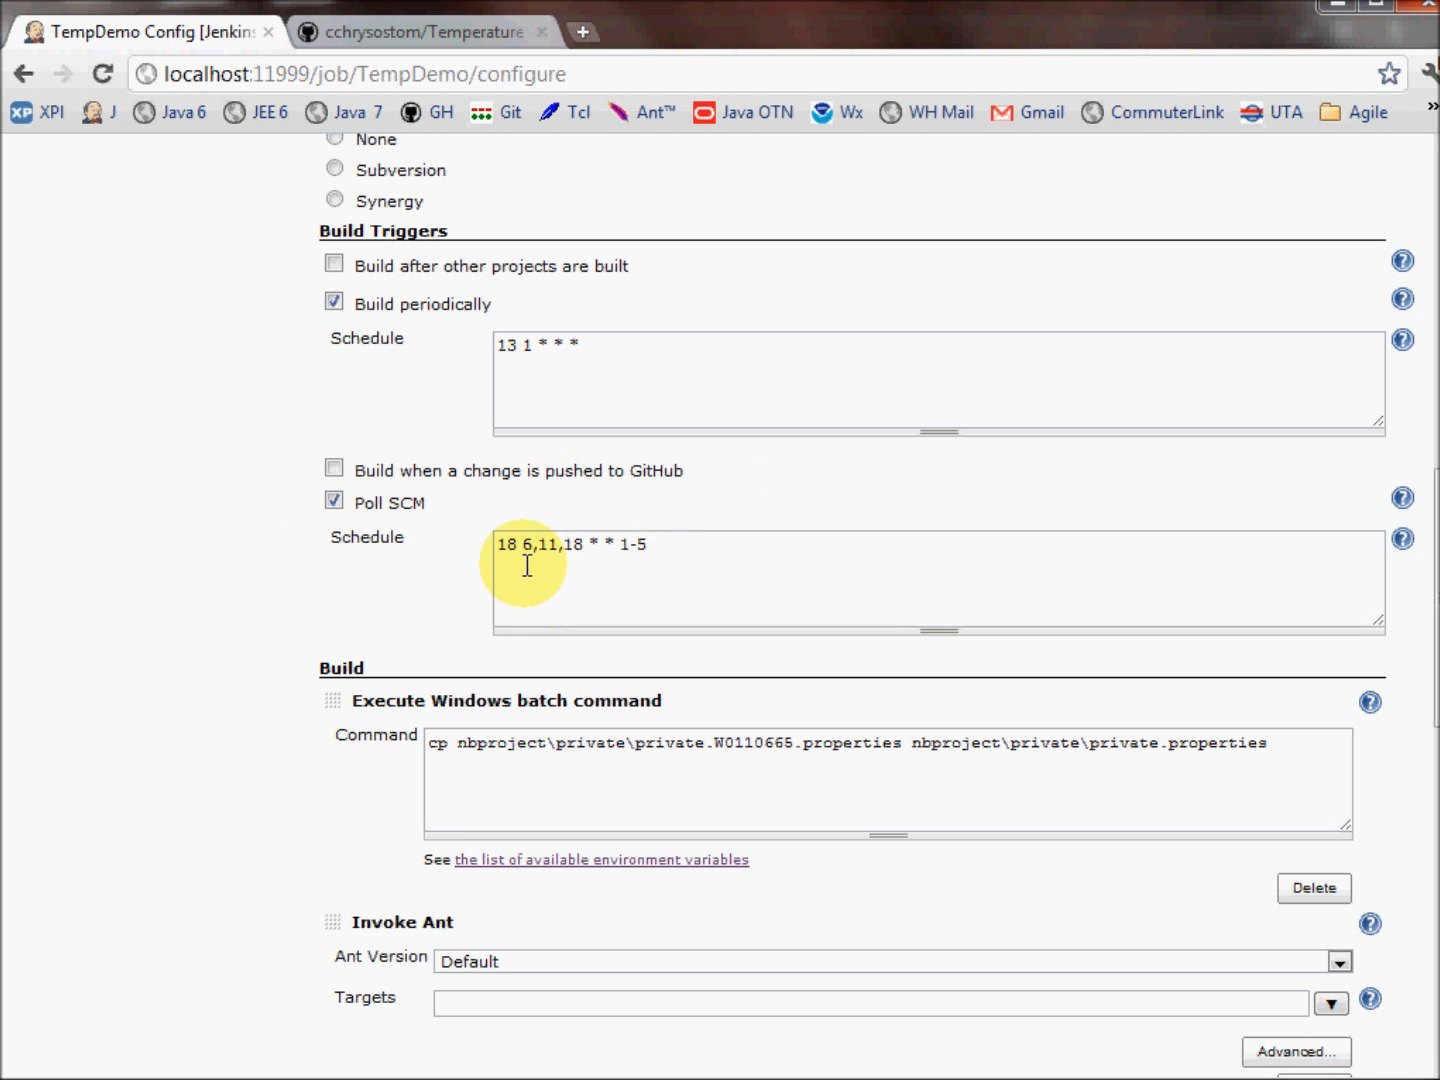 TempDemo Config [Jenkins
cchrysostom/Temperature
localhost:11999/job/TempDemo/configure
XP XPI J Java 6 JEE 6 Java 7 GH Git Tcl Ant™ Java OTN Wx WH Mail Gmail CommuterLink UTA Agile »
None
Subversion
Synergy
Build Triggers
Build after other projects are built
Build periodically
Schedule
13 1 * * *
Build when a change is pushed to GitHub
Poll SCM
Schedule
18 6,11,18 * * 1-5
Build
Execute Windows batch command
Command
cp nbproject\private\private.W0110665.properties nbproject\private\private.properties
See the list of available environment variables
Delete
Invoke Ant
Ant Version
Default
Targets
Advanced...